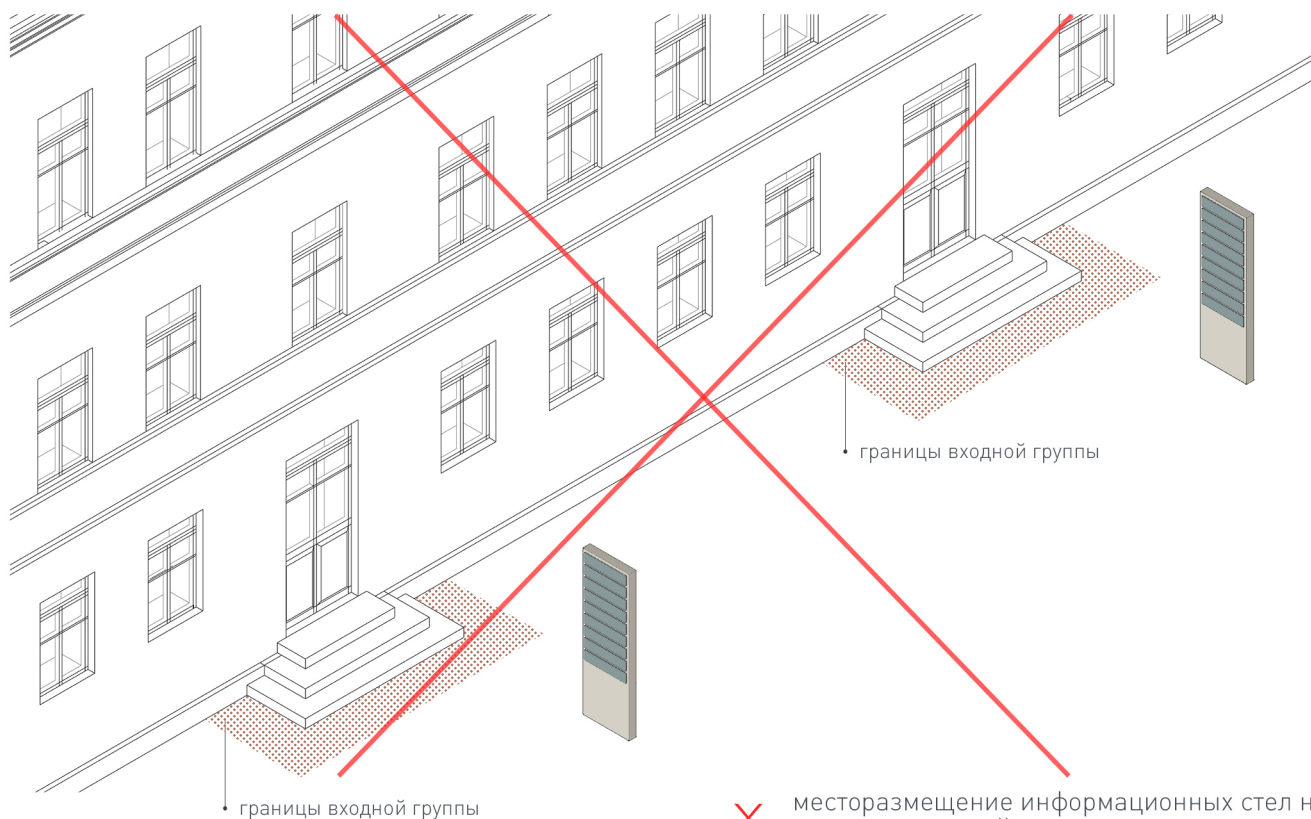 границы входной группы
границы входной группы
месторазмещение информационных стел